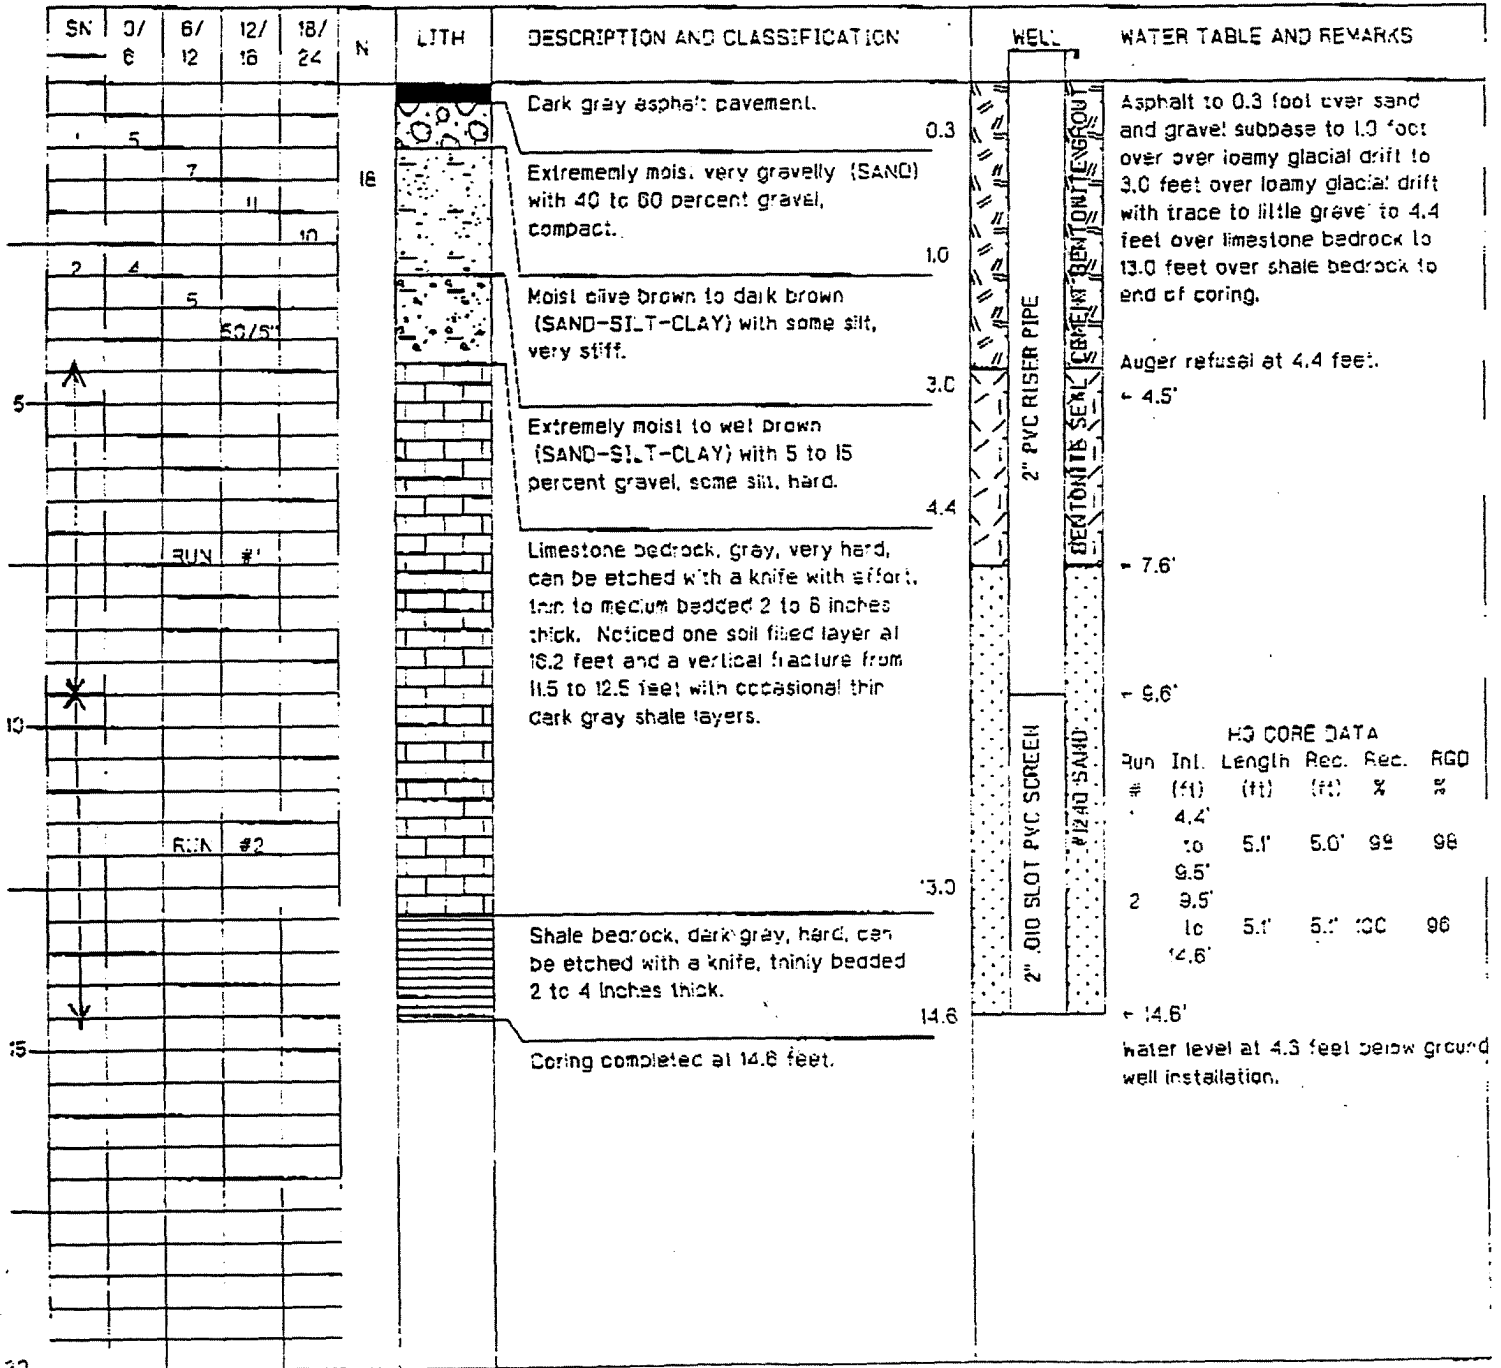 SN 0/ 6/ 12/ 18/ N LITH DESCRIPTION AND CLASSIFICATION WELL WATER TABLE AND REMARKS
6 12 18 24
Dark gray asphalt pavement.
0.3
Extrememly moist very gravelly (SAND)
with 40 to 60 percent gravel,
compact.
1.0
Moist olive brown to dark brown
(SAND-SILT-CLAY) with some silt,
very stiff.
3.0
Extremely moist to wet brown
(SAND-SILT-CLAY) with 5 to 15
percent gravel, some silt, hard.
4.4
Limestone bedrock, gray, very hard,
can be etched with a knife with effort,
thin to medium bedded 2 to 6 inches
thick. Noticed one soil filled layer at
feet and a vertical fracture from
11.5 to 12.5 feet with occasional thin
dark gray shale layers.
13.0
Shale bedrock, dark gray, hard, can
be etched with a knife, thinly bedded
2 to 4 inches thick.
14.6
Coring completed at 14.6 feet.
1 5
7
11
10
18
2 4
5
50/5"
5
RUN #1
10
RUN #2
15
20
2" PVC RISER PIPE
CEMENT BENTONITE GROUT
BENTONITE SEAL
2" .010 SLOT PVC SCREEN
SAND
Asphalt to 0.3 foot over sand
and gravel subbase to 1.0 foot
over over loamy glacial drift to
3.0 feet over loamy glacial drift
with trace to little gravel to 4.4
feet over limestone bedrock to
13.0 feet over shale bedrock to
end of coring.
Auger refusal at 4.4 feet.
← 4.5'
← 7.6'
← 9.6'
HQ CORE DATA
Run Int. Length Rec. Rec. RQD
# (ft) (ft) (ft) % %
1 4.4'
to 5.1' 5.0' 98
9.5'
2 9.5'
to 5.1' 5.1' 100 96
14.6'
← 14.6'
Water level at 4.3 feet below ground
well installation.